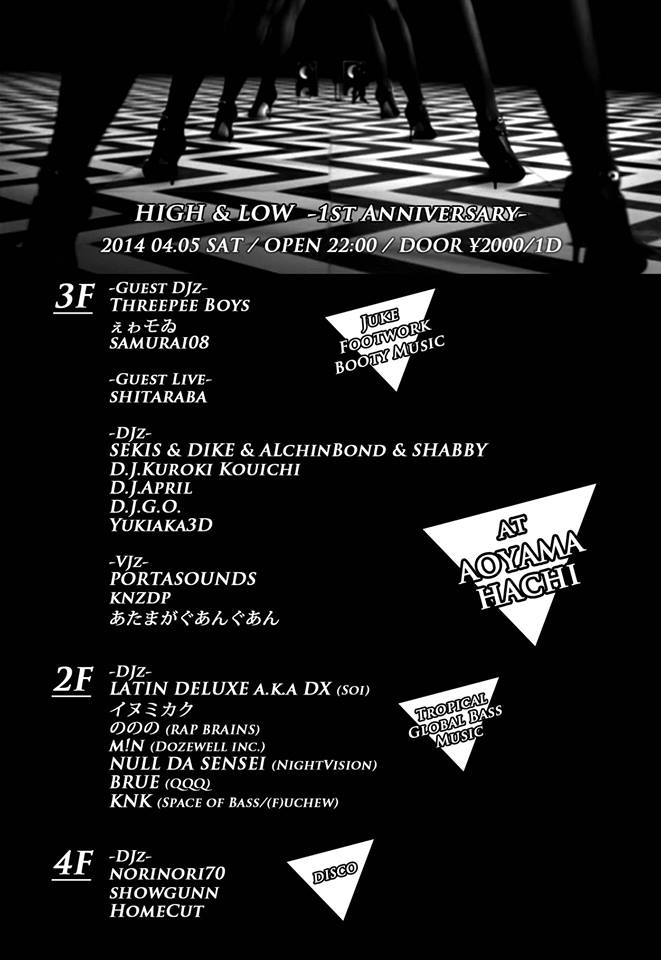 HIGH & LOW -1ST ANNIVERSARY-
2014 04.05 SAT / OPEN 22:00 / DOOR ¥2000/1D
3F
-GUEST DJZ-
THREEPEE BOYS
ぇゎモゐ
SAMURAI08
-GUEST LIVE-
SHITARABA
-DJZ-
SEKIS & DIKE & ALCHINBOND & SHABBY
D.J.KUROKI KOUICHI
D.J.APRIL
D.J.G.O.
YUKIAKA3D
-VJZ-
PORTASOUNDS
KNZDP
あたまがぐあんぐあん
JUKE
FOOTWORK
BOOTY MUSIC
AT
AOYAMA
HACHI
2F
-DJZ-
LATIN DELUXE A.K.A DX (SOI)
イヌミカク
ののの (RAP BRAINS)
M!N (DOZEWELL INC.)
NULL DA SENSEI (NIGHTVISION)
BRUE (QQQ)
KNK (SPACE OF BASS/(F)UCHEW)
TROPICAL
GLOBAL BASS
MUSIC
4F
-DJZ-
NORINORI70
SHOWGUNN
HOMECUT
DISCO